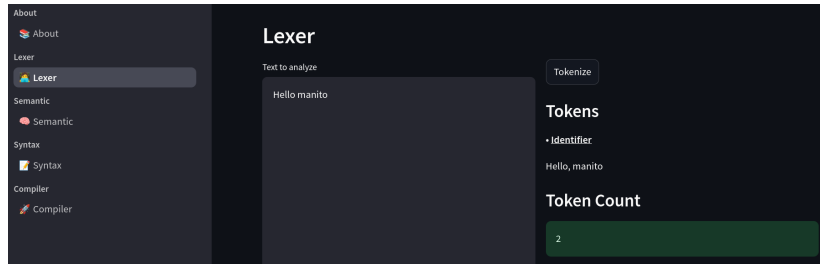 About
📚 About
Lexer
🧑‍💻 Lexer
Semantic
🧠 Semantic
Syntax
📝 Syntax
Compiler
🚀 Compiler
Lexer
Text to analyze
Hello manito
Tokenize
Tokens
• Identifier
Hello, manito
Token Count
2